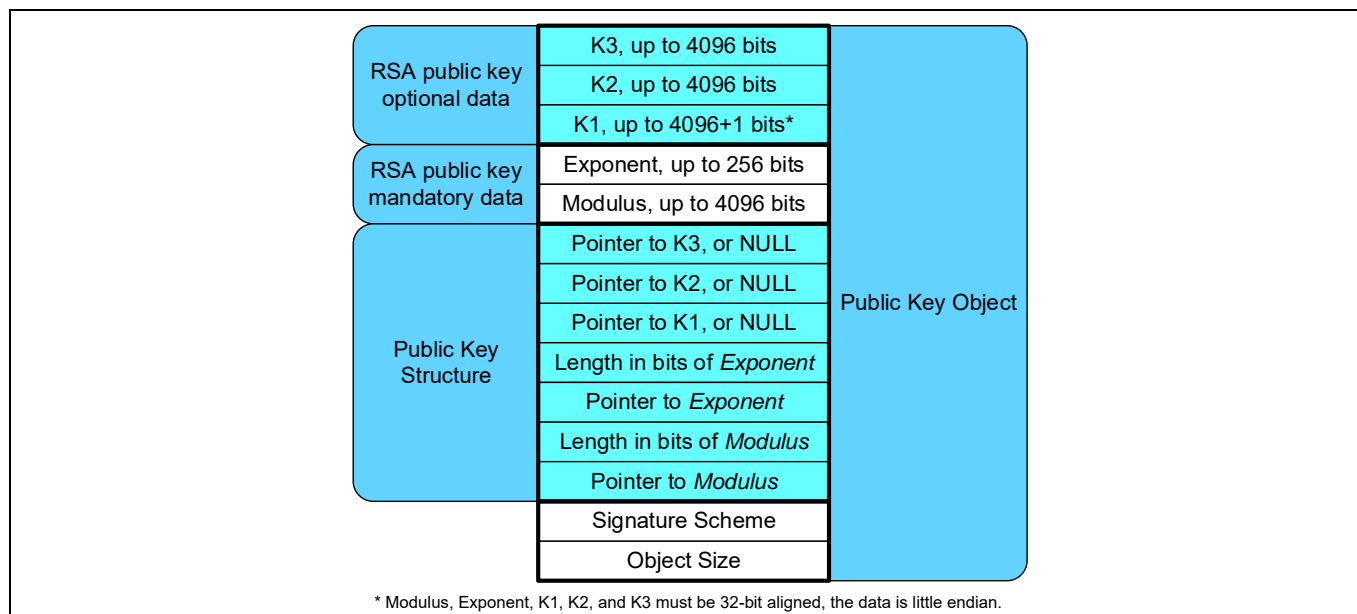 RSA public key
optional data
K3, up to 4096 bits
K2, up to 4096 bits
K1, up to 4096+1 bits*
RSA public key
mandatory data
Exponent, up to 256 bits
Modulus, up to 4096 bits
Public Key
Structure
Pointer to K3, or NULL
Pointer to K2, or NULL
Pointer to K1, or NULL
Length in bits of Exponent
Pointer to Exponent
Length in bits of Modulus
Pointer to Modulus
Signature Scheme
Object Size
Public Key Object
* Modulus, Exponent, K1, K2, and K3 must be 32-bit aligned, the data is little endian.